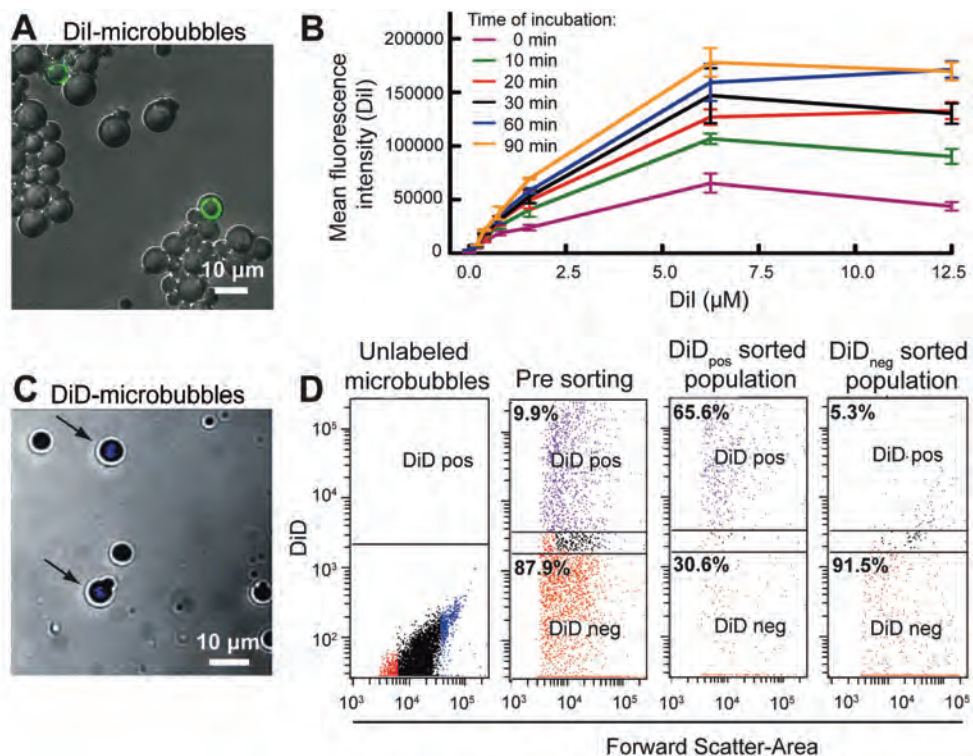 A
DiI-microbubbles
10 µm
B
Time of incubation:
0 min
10 min
20 min
30 min
60 min
90 min
Mean fluorescence
intensity (DiI)
200000
150000
100000
50000
0
0.0 2.5 5.0 7.5 10.0 12.5
DiI (µM)
C
DiD-microbubbles
10 µm
D
Unlabeled
microbubbles
Pre sorting
DiDpos sorted
population
DiDneg sorted
population
DiD
10⁵
10⁴
10³
10²
DiD pos
9.9%
DiD pos
87.9%
DiD neg
65.6%
DiD pos
30.6%
DiD neg
5.3%
DiD pos
91.5%
DiD neg
10³ 10⁴ 10⁵
10³ 10⁴ 10⁵
10³ 10⁴ 10⁵
10³ 10⁴ 10⁵
Forward Scatter-Area